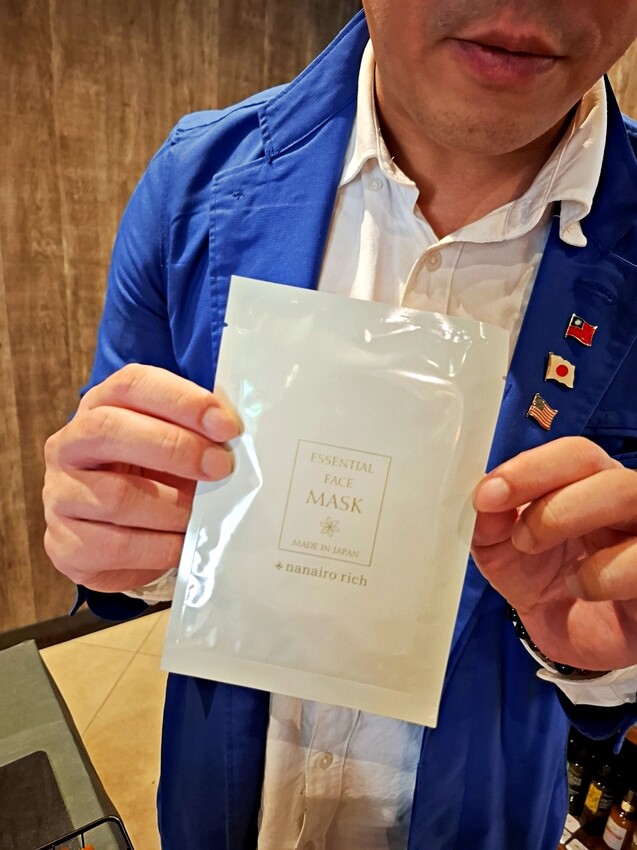 ESSENTIAL
FACE
MASK
MADE IN JAPAN
nanairo rich